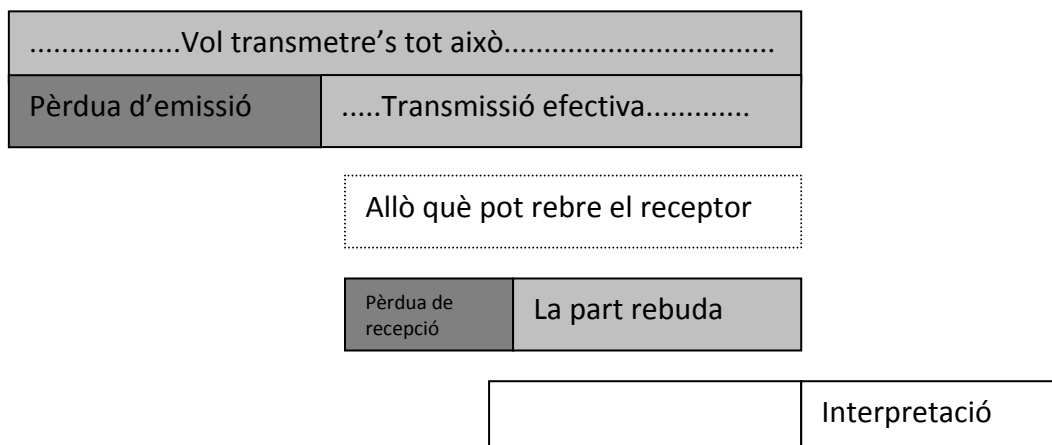 ..................Vol transmetre’s tot això................................
Pèrdua d’emissió
.....Transmissió efectiva.............
Allò què pot rebre el receptor
Pèrdua de
recepció
La part rebuda
Interpretació